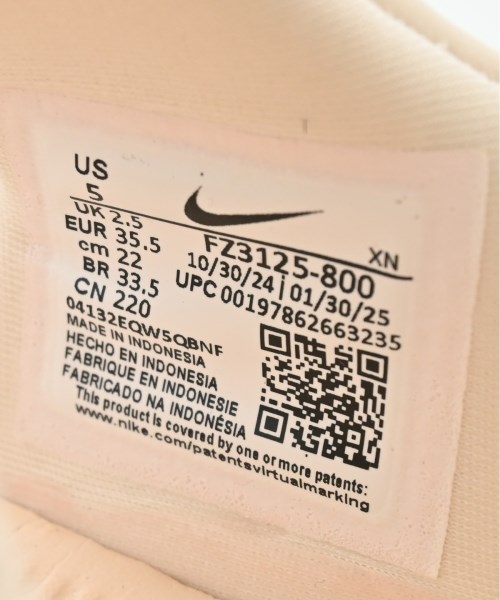 US
5
UK 2.5
EUR 35.5
cm 22
BR 33.5
CN 220
XN
FZ3125-800
10/30/24 | 01/30/25
UPC 00197862663235
04132EQW5QBNF
MADE IN INDONESIA
HECHO EN INDONESIA
FABRIQUE EN INDONESIE
FABRICADO NA INDONÉSIA
This product is covered by one or more patents:
www.nike.com/patentsvirtualmarking